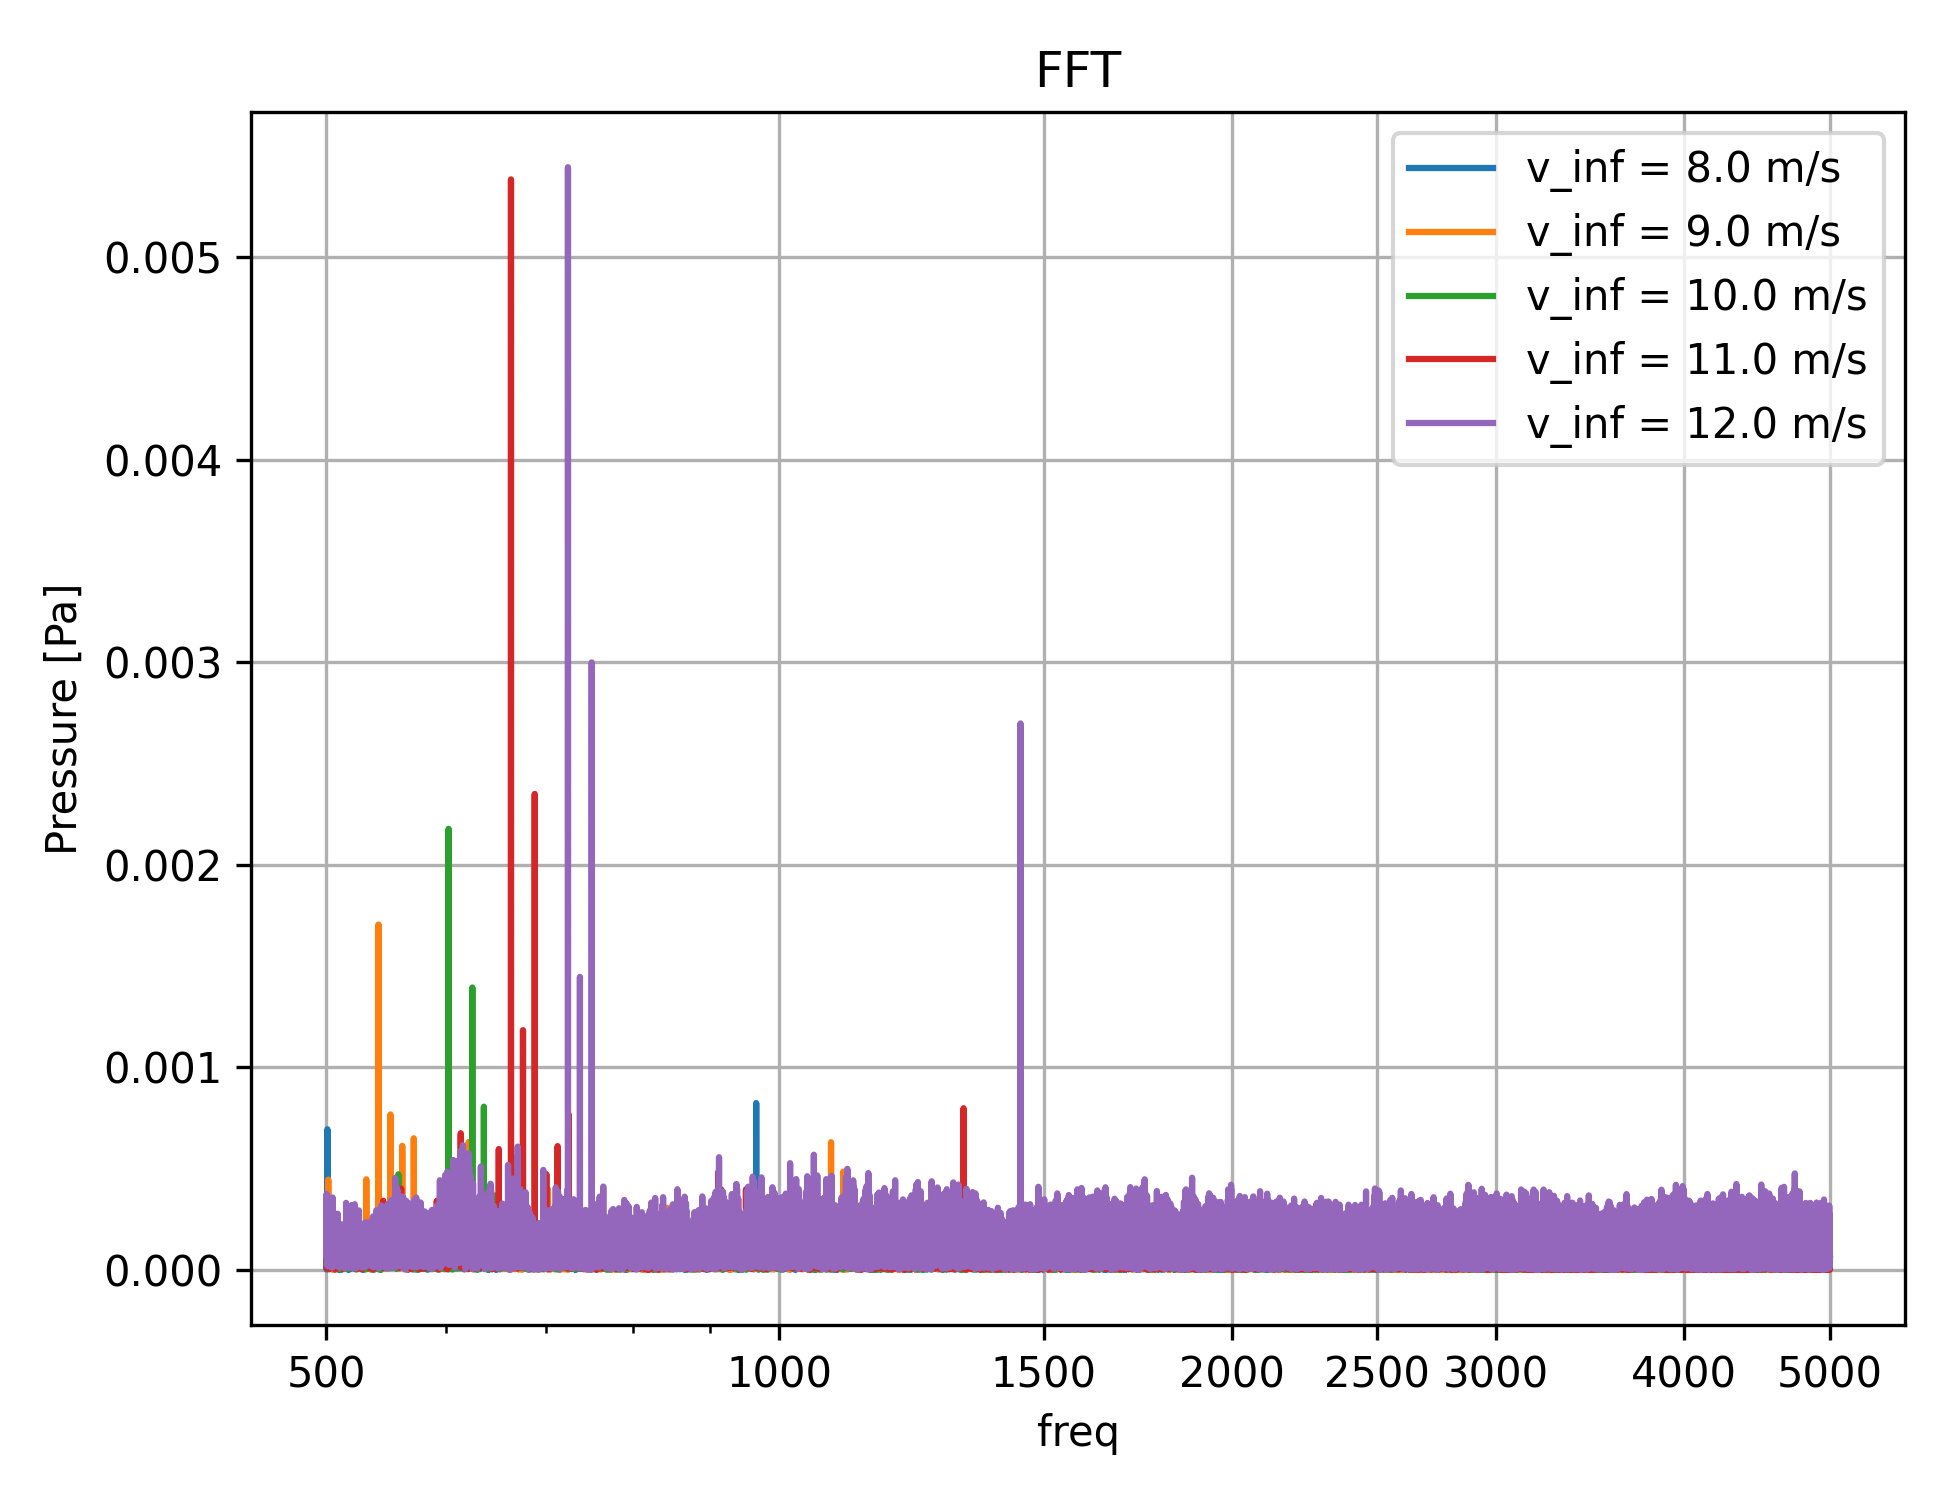 FFT
v_inf = 8.0 m/s
v_inf = 9.0 m/s
v_inf = 10.0 m/s
v_inf = 11.0 m/s
v_inf = 12.0 m/s
Pressure [Pa]
0.005
0.004
0.003
0.002
0.001
0.000
500 1000 1500 2000 2500 3000 4000 5000
freq